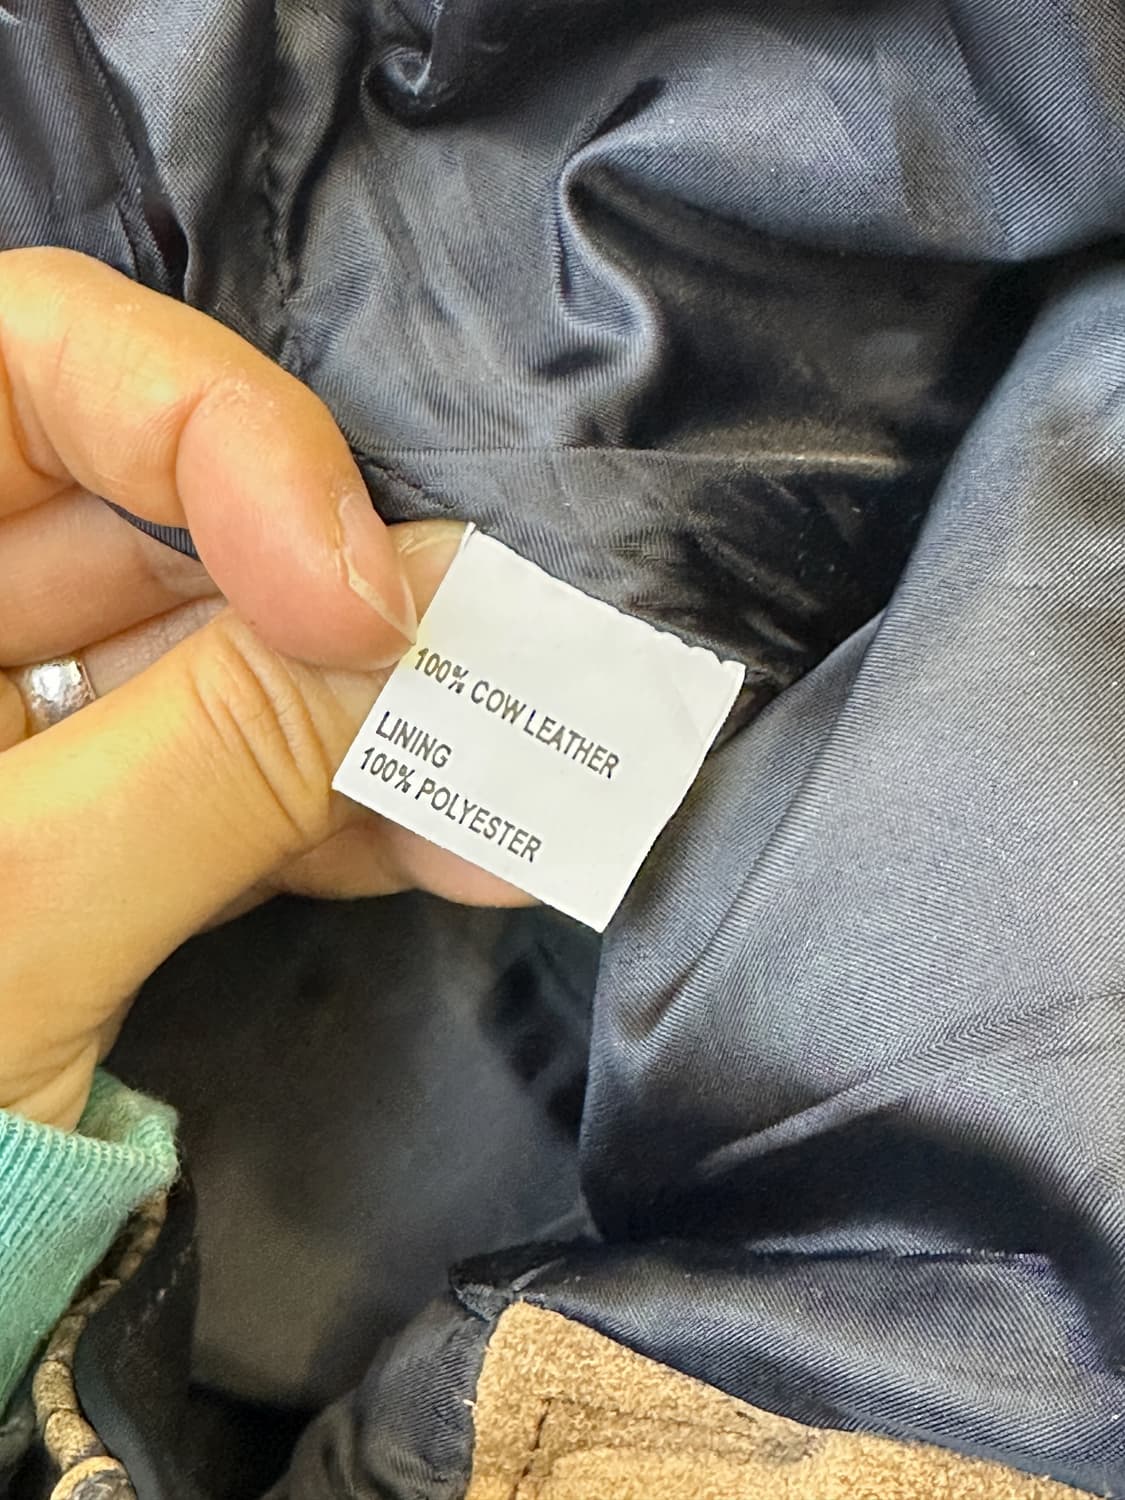 100% COW LEATHER
LINING
100% POLYESTER